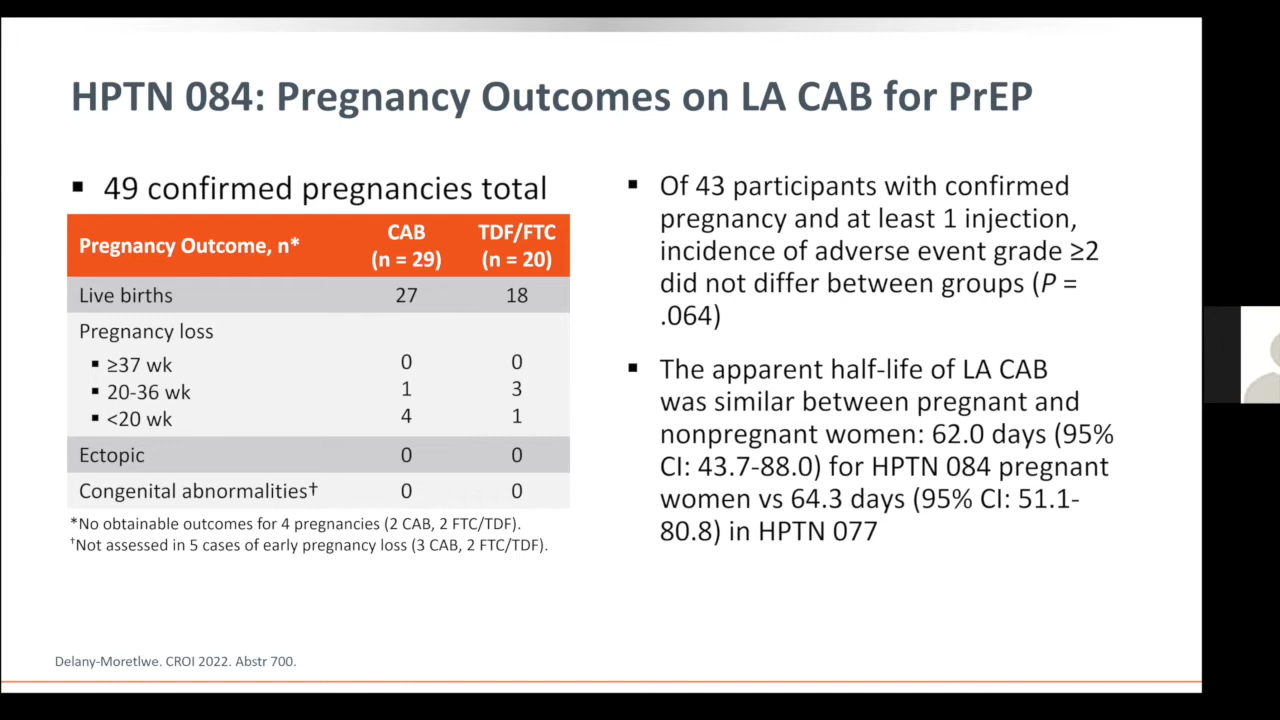 HPTN 084: Pregnancy Outcomes on LA CAB for PrEP
▪ 49 confirmed pregnancies total
Pregnancy Outcome, n* CAB (n = 29) TDF/FTC (n = 20)
Live births 27 18
Pregnancy loss
▪ ≥37 wk 0 0
▪ 20-36 wk 1 3
▪ <20 wk 4 1
Ectopic 0 0
Congenital abnormalities† 0 0
*No obtainable outcomes for 4 pregnancies (2 CAB, 2 FTC/TDF).
†Not assessed in 5 cases of early pregnancy loss (3 CAB, 2 FTC/TDF).
▪ Of 43 participants with confirmed
pregnancy and at least 1 injection,
incidence of adverse event grade ≥2
did not differ between groups (P =
.064)
▪ The apparent half-life of LA CAB
was similar between pregnant and
nonpregnant women: 62.0 days (95%
CI: 43.7-88.0) for HPTN 084 pregnant
women vs 64.3 days (95% CI: 51.1-
80.8) in HPTN 077
Delany-Moretlwe. CROI 2022. Abstr 700.